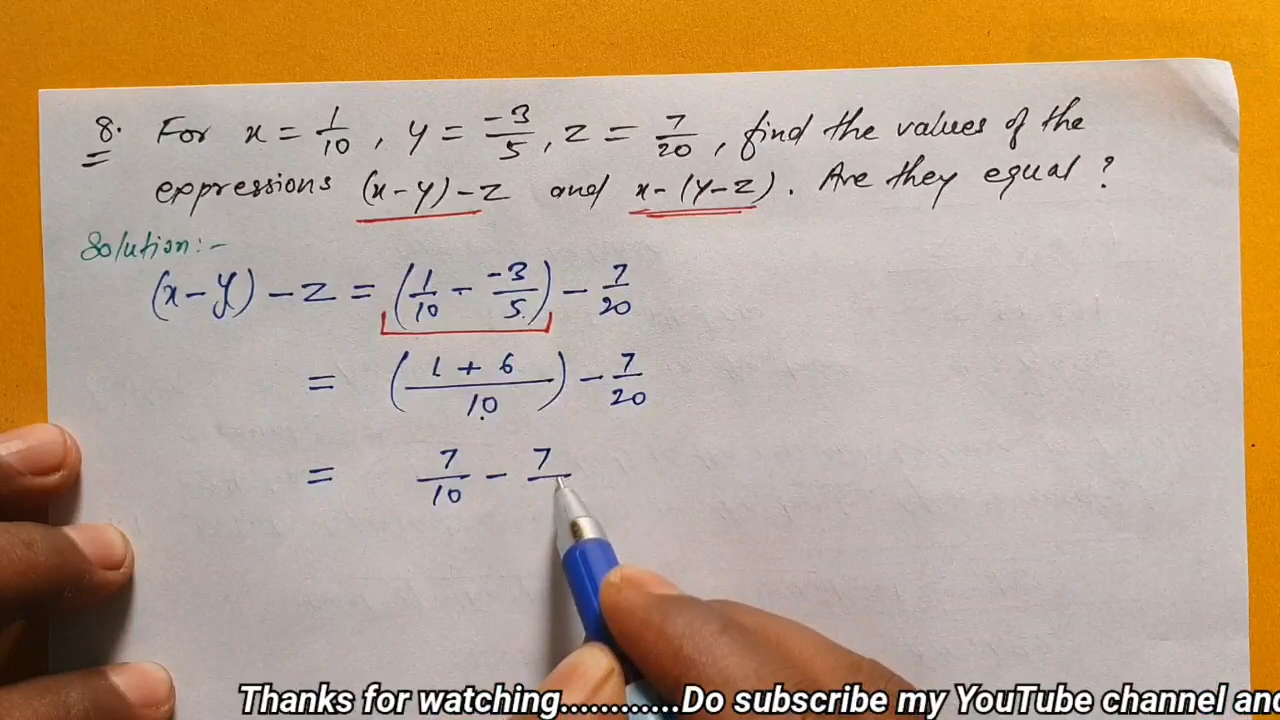 8. For x = 1/10, y = -3/5, z = 7/20, find the values of the
expressions (x-y)-z and x-(y-z). Are they equal?
Solution:-
(x-y)-z = (1/10 - -3/5) - 7/20
= ((1+6)/10) - 7/20
= 7/10 - 7/
Thanks for watching............Do subscribe my YouTube channel and